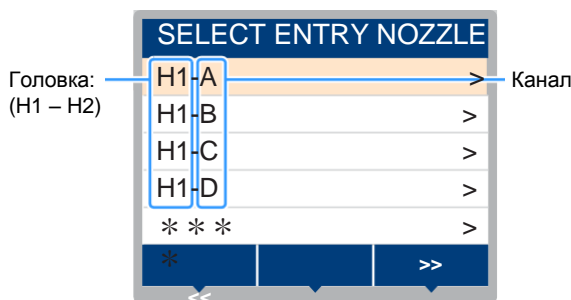 SELECT ENTRY NOZZLE
Головка:
(H1 – H2)
H1-A >
Канал
H1-B >
H1-C >
H1-D >
*** >
* >>
<<